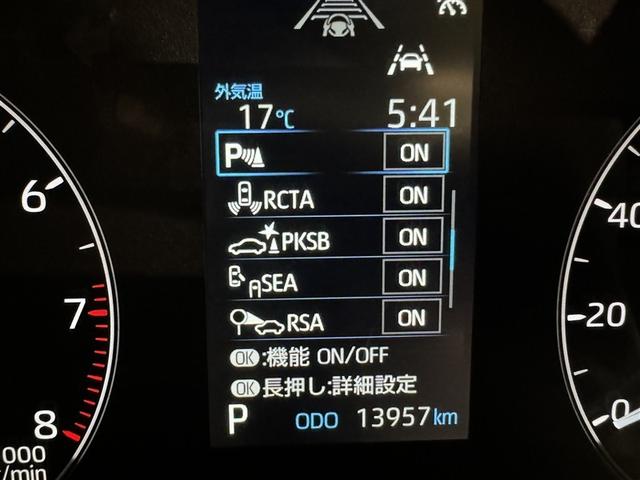 外気温
17℃ 5:41
P ON
RCTA ON
PKSB ON
SEA ON
RSA ON
OK:機能 ON/OFF
OK長押し:詳細設定
P ODO 13957 km
6
7
8
000
r/min
40
20
0